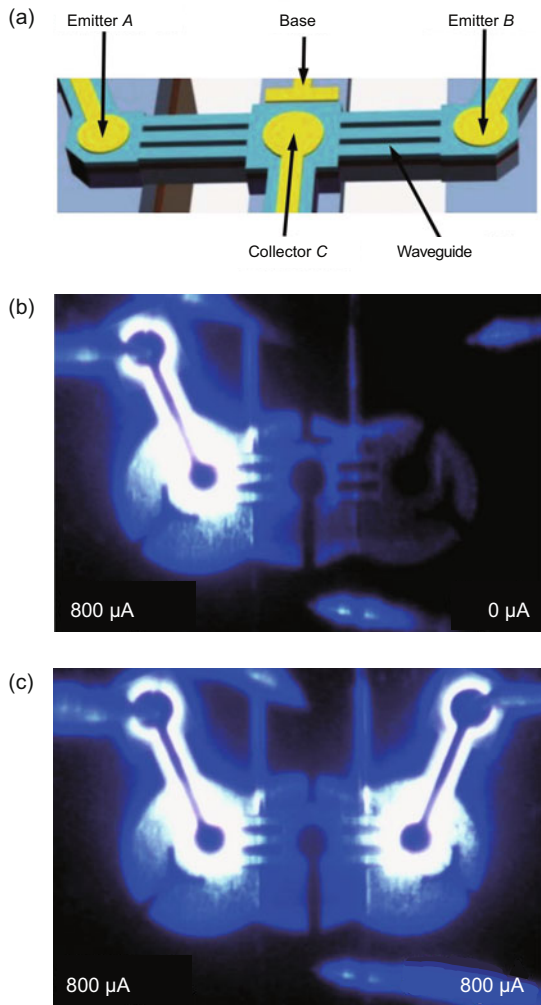 (a)
Emitter A
Base
Emitter B
Collector C
Waveguide
(b)
800 μA
0 μA
(c)
800 μA
800 μA